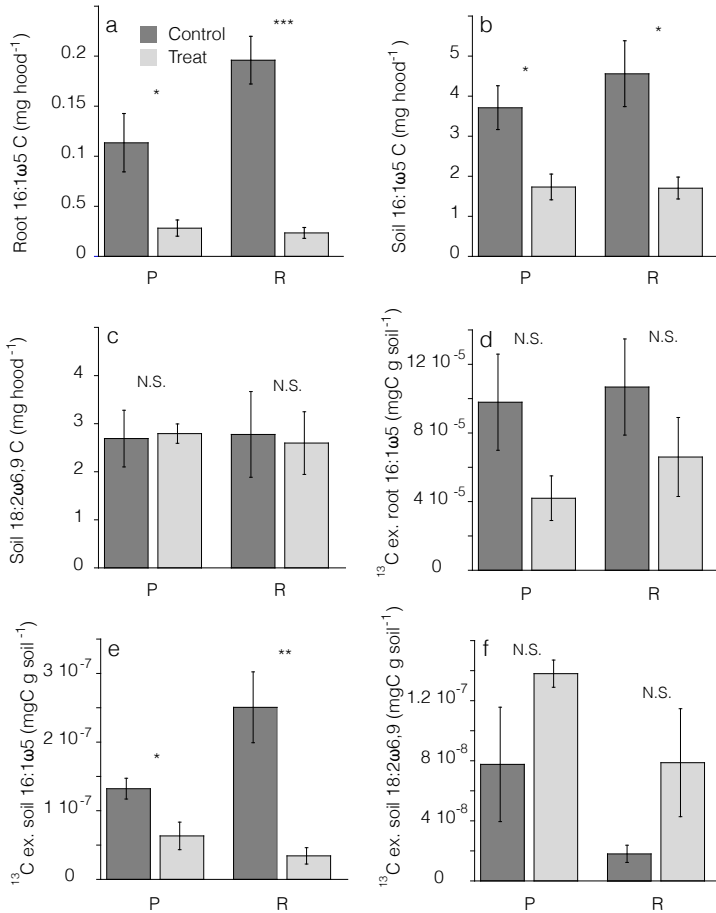 a
Control
Treat
***
*
0.2
0.15
0.1
0.05
0
Root 16:1ω5 C (mg hood⁻¹)
P
R
b
*
*
5
4
3
2
1
0
Soil 16:1ω5 C (mg hood⁻¹)
P
R
c
N.S.
N.S.
4
3
2
1
0
Soil 18:2ω6,9 C (mg hood⁻¹)
P
R
d
N.S.
N.S.
12 10⁻⁵
8 10⁻⁵
4 10⁻⁵
0
¹³C ex. root 16:1ω5 (mgC g soil⁻¹)
P
R
e
**
*
3 10⁻⁷
2 10⁻⁷
1 10⁻⁷
0
¹³C ex. soil 16:1ω5 (mgC g soil⁻¹)
P
R
f
N.S.
N.S.
1.2 10⁻⁷
8 10⁻⁸
4 10⁻⁸
0
¹³C ex. soil 18:2ω6,9 (mgC g soil⁻¹)
P
R